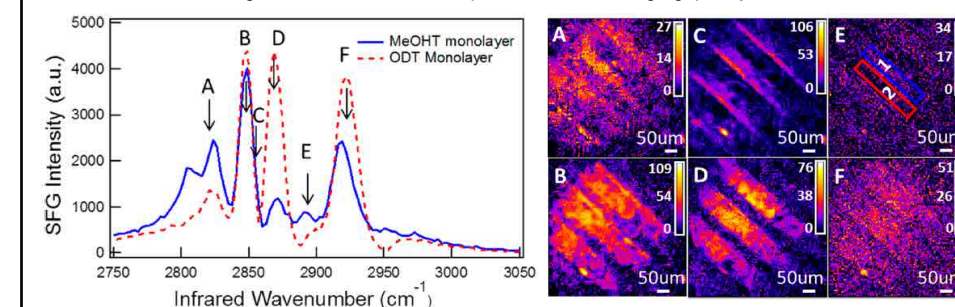 5000
4000
3000
2000
1000
0
SFG Intensity (a.u.)
2750
2800
2850
2900
2950
3000
3050
Infrared Wavenumber (cm⁻¹)
MeOHT monolayer
ODT Monolayer
A
B
C
D
E
F
A
27
14
0
50um
C
106
53
0
50um
E
34
17
0
1
2
50um
B
109
54
0
50um
D
76
38
0
50um
F
51
26
0
50um